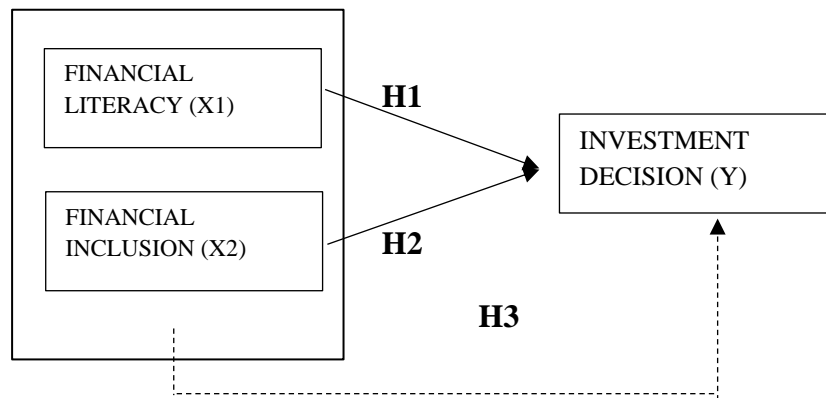 FINANCIAL
LITERACY (X1)
H1
INVESTMENT
DECISION (Y)
FINANCIAL
INCLUSION (X2)
H2
H3